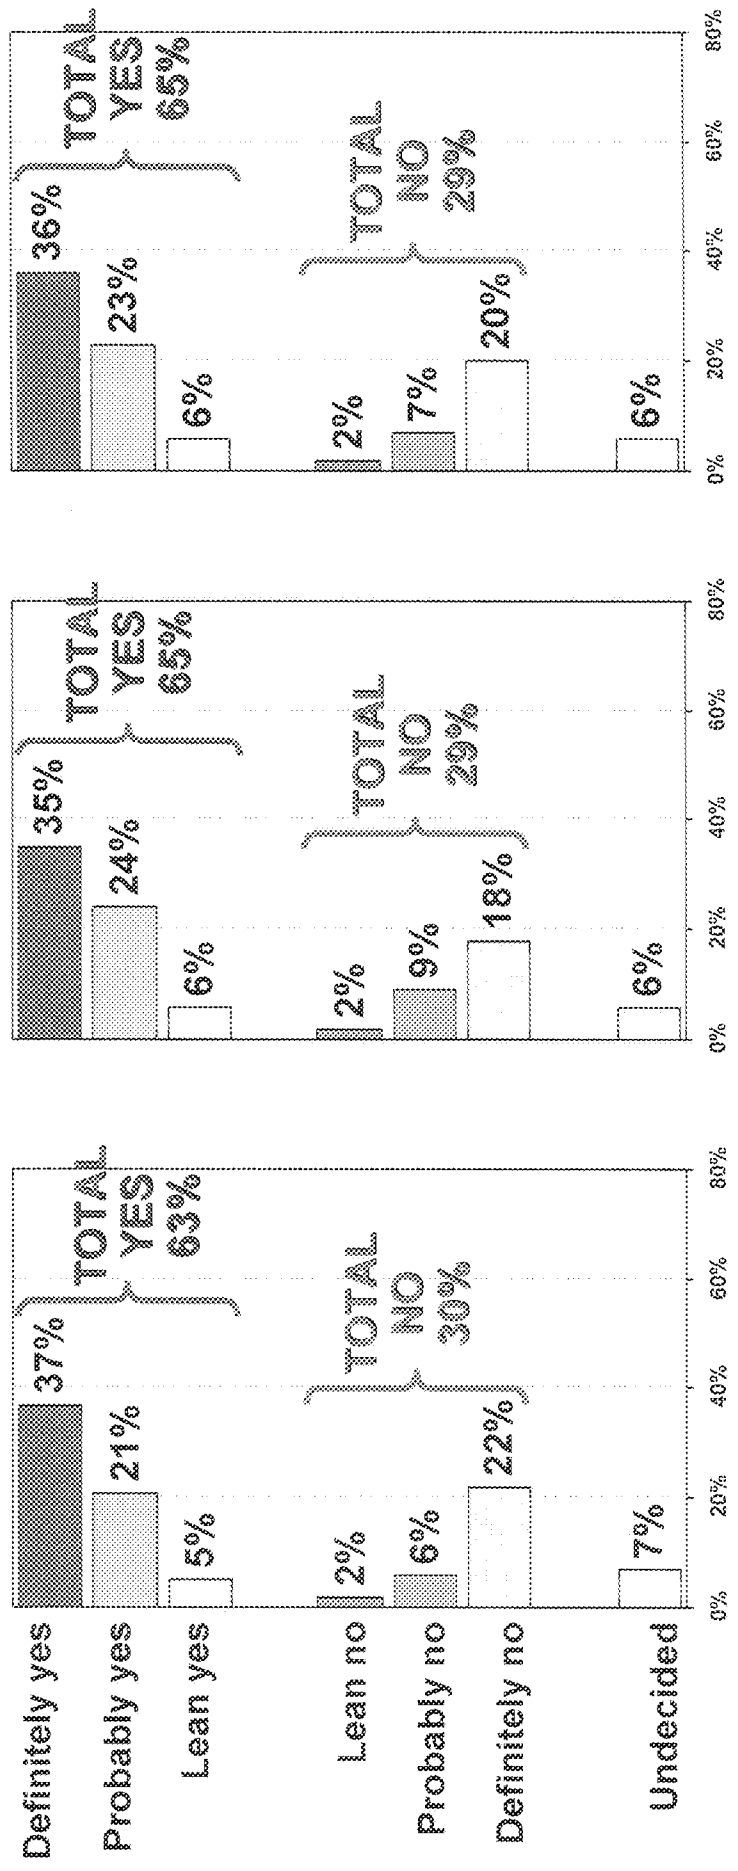 Definitely yes
Probably yes
Lean yes
Lean no
Probably no
Definitely no
Undecided
37%
21%
5%
TOTAL
YES
63%
2%
6%
22%
TOTAL
NO
30%
7%
0%
20%
40%
60%
80%
35%
24%
6%
TOTAL
YES
65%
2%
9%
18%
TOTAL
NO
29%
6%
0%
20%
40%
60%
80%
36%
23%
6%
TOTAL
YES
65%
2%
7%
20%
TOTAL
NO
29%
6%
0%
20%
40%
60%
80%